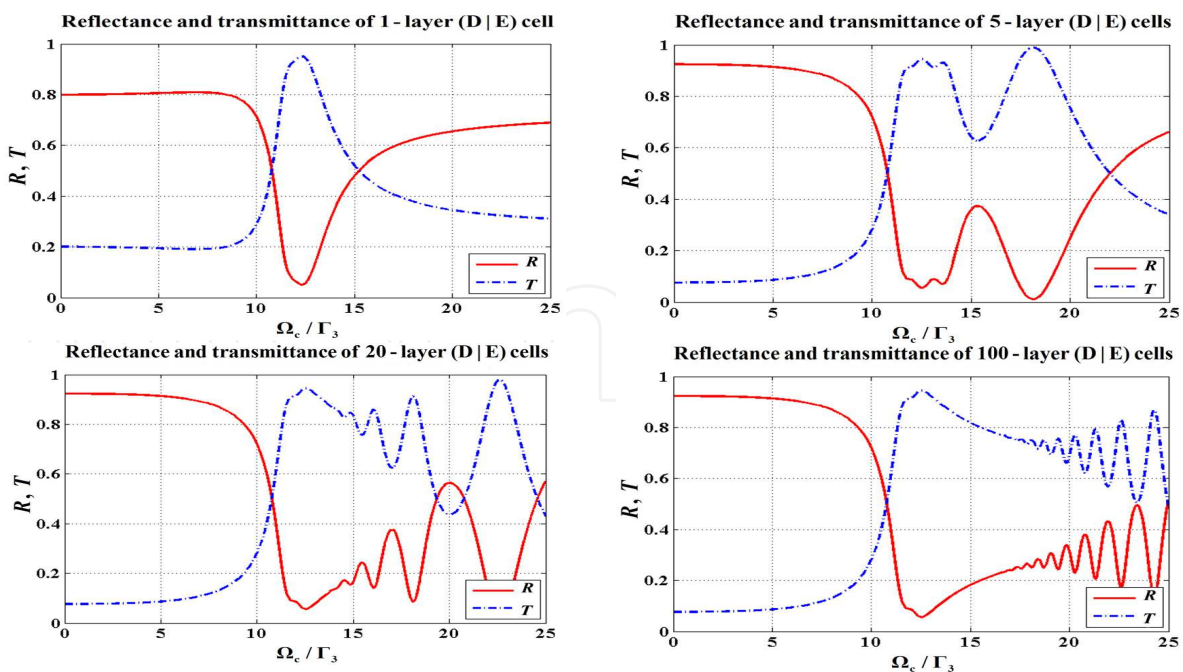 Reflectance and transmittance of 1 - layer (D | E) cell
1
0.8
0.6
0.4
0.2
0
R, T
0 5 10 15 20 25
Ω_c / Γ_3
R
T
Reflectance and transmittance of 5 - layer (D | E) cells
1
0.8
0.6
0.4
0.2
0
R, T
0 5 10 15 20 25
Ω_c / Γ_3
R
T
Reflectance and transmittance of 20 - layer (D | E) cells
1
0.8
0.6
0.4
0.2
0
R, T
0 5 10 15 20 25
Ω_c / Γ_3
R
T
Reflectance and transmittance of 100 - layer (D | E) cells
1
0.8
0.6
0.4
0.2
0
R, T
0 5 10 15 20 25
Ω_c / Γ_3
R
T